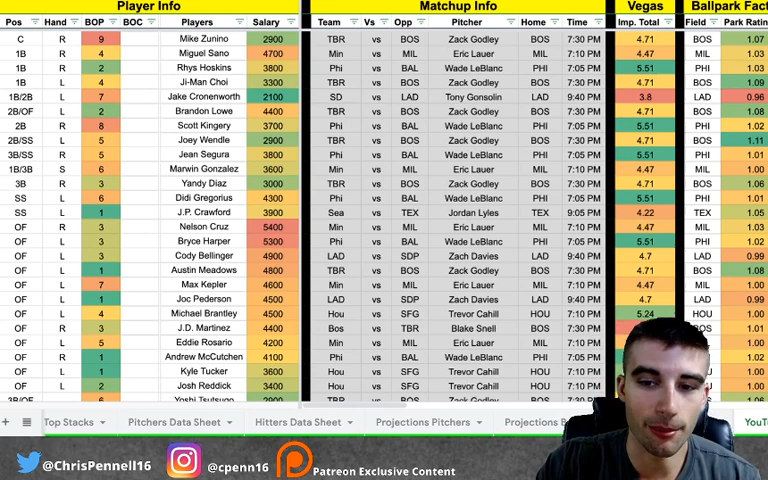 Player Info Matchup Info Vegas Ballpark Fact
Pos Hand BOP BOC Players Salary Team Vs Opp Pitcher Home Time Imp. Total Field Park Rating
C R 9 Mike Zunino 2900 TBR vs BOS Zack Godley BOS 7:30 PM 4.71 BOS 1.07
1B R 4 Miguel Sano 4700 Min vs MIL Eric Lauer MIL 7:10 PM 4.47 MIL 1.03
1B R 2 Rhys Hoskins 3800 Phi vs BAL Wade LeBlanc PHI 7:05 PM 5.51 PHI 1.03
1B L 4 Ji-Man Choi 3300 TBR vs BOS Zack Godley BOS 7:30 PM 4.71 BOS 1.09
1B/2B L 7 Jake Cronenworth 2100 SD vs LAD Tony Gonsolin LAD 9:40 PM 3.8 LAD 0.96
2B/OF L 2 Brandon Lowe 4400 TBR vs BOS Zack Godley BOS 7:30 PM 4.71 BOS 1.08
2B R 8 Scott Kingery 3700 Phi vs BAL Wade LeBlanc PHI 7:05 PM 5.51 PHI 1.02
2B/SS L 5 Joey Wendle 2900 TBR vs BOS Zack Godley BOS 7:30 PM 4.71 BOS 1.11
3B/SS R 5 Jean Segura 3800 Phi vs BAL Wade LeBlanc PHI 7:05 PM 5.51 PHI 1.01
1B/3B S 6 Marwin Gonzalez 3600 Min vs MIL Eric Lauer MIL 7:10 PM 4.47 MIL 1.00
3B R 3 Yandy Diaz 3000 TBR vs BOS Zack Godley BOS 7:30 PM 4.71 BOS 1.06
SS L 6 Didi Gregorius 4300 Phi vs BAL Wade LeBlanc PHI 7:05 PM 5.51 PHI 1.01
SS L 1 J.P. Crawford 3900 Sea vs TEX Jordan Lyles TEX 9:05 PM 4.22 TEX 1.05
OF R 3 Nelson Cruz 5400 Min vs MIL Eric Lauer MIL 7:10 PM 4.47 MIL 1.03
OF L 3 Bryce Harper 5300 Phi vs BAL Wade LeBlanc PHI 7:05 PM 5.51 PHI 1.02
OF L 3 Cody Bellinger 4900 LAD vs SDP Zach Davies LAD 9:40 PM 4.7 LAD 0.99
OF L 1 Austin Meadows 4800 TBR vs BOS Zack Godley BOS 7:30 PM 4.71 BOS 1.08
OF L 7 Max Kepler 4600 Min vs MIL Eric Lauer MIL 7:10 PM 4.47 MIL 1.00
OF L 1 Joc Pederson 4500 LAD vs SDP Zach Davies LAD 9:40 PM 4.7 LAD 0.99
OF L 4 Michael Brantley 4500 Hou vs SFG Trevor Cahill HOU 7:10 PM 5.24 HOU 1.00
OF R 3 J.D. Martinez 4400 Bos vs TBR Blake Snell BOS 7:30 PM BOS 1.01
OF L 5 Eddie Rosario 4200 Min vs MIL Eric Lauer MIL 7:10 PM 1.00
OF R 1 Andrew McCutchen 4100 Phi vs BAL Wade LeBlanc PHI 7:05 PM 1.02
OF L 1 Kyle Tucker 3600 Hou vs SFG Trevor Cahill HOU 7:10 PM 1.00
OF L 2 Josh Reddick 3400 Hou vs SFG Trevor Cahill HOU 7:10 PM 1.00
3B/OF L 6 Yoshi Tsutsugo 2900 TBR vs BOS Zack Godley BOS 7:30 PM 1.06
Top Stacks Pitchers Data Sheet Hitters Data Sheet Projections Pitchers Projections YouT
@ChrisPennell16 @cpenn16 Patreon Exclusive Content